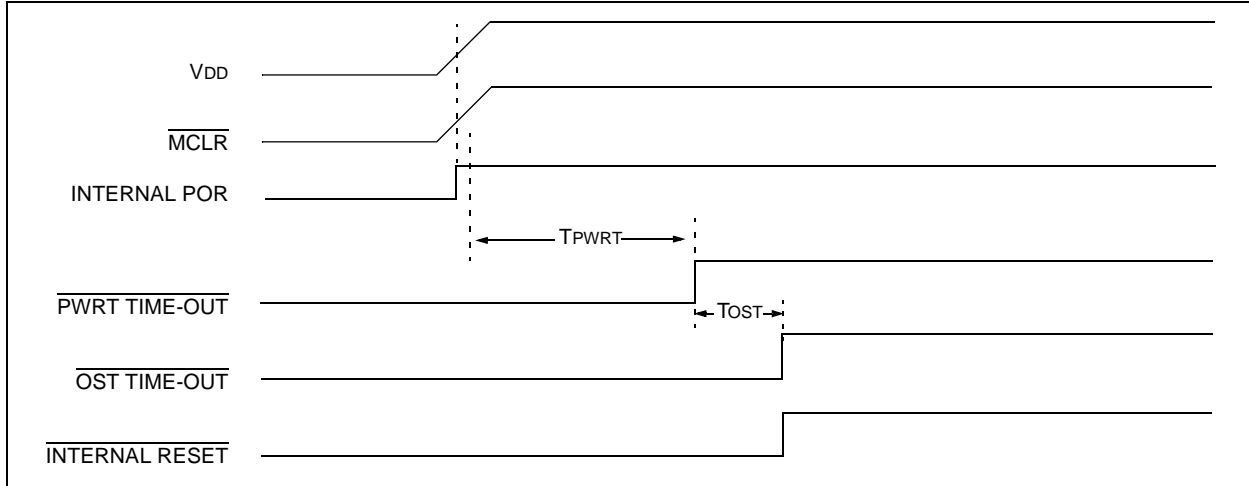 VDD
MCLR
INTERNAL POR
TPWRT
PWRT TIME-OUT
TOST
OST TIME-OUT
INTERNAL RESET